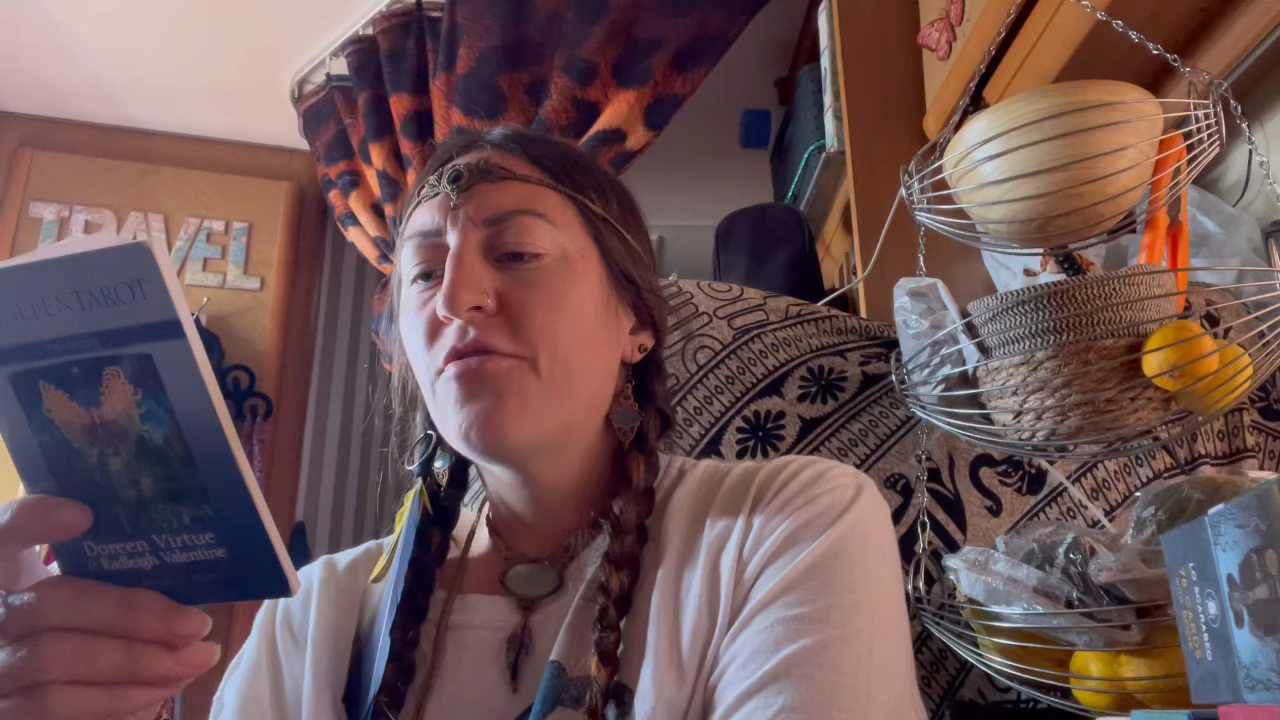 TRAVEL
TAROT
Doreen Virtue
Radleigh Valentine
LO SCARABEO
78 CARDS